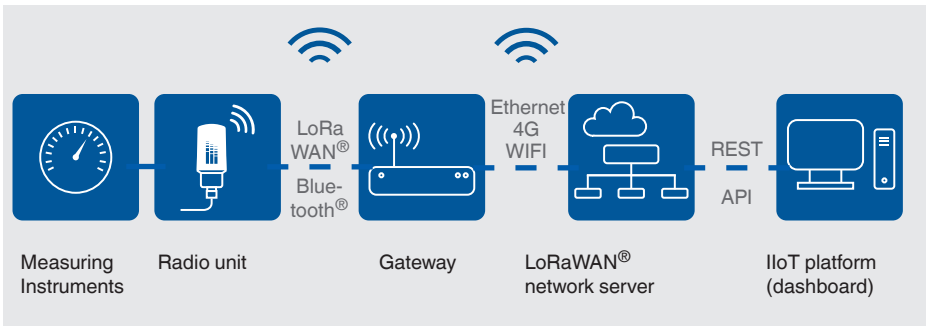 LoRa
WAN®
Blue-
tooth®
Ethernet
4G
WIFI
REST
API
Measuring
Instruments
Radio unit
Gateway
LoRaWAN®
network server
IIoT platform
(dashboard)